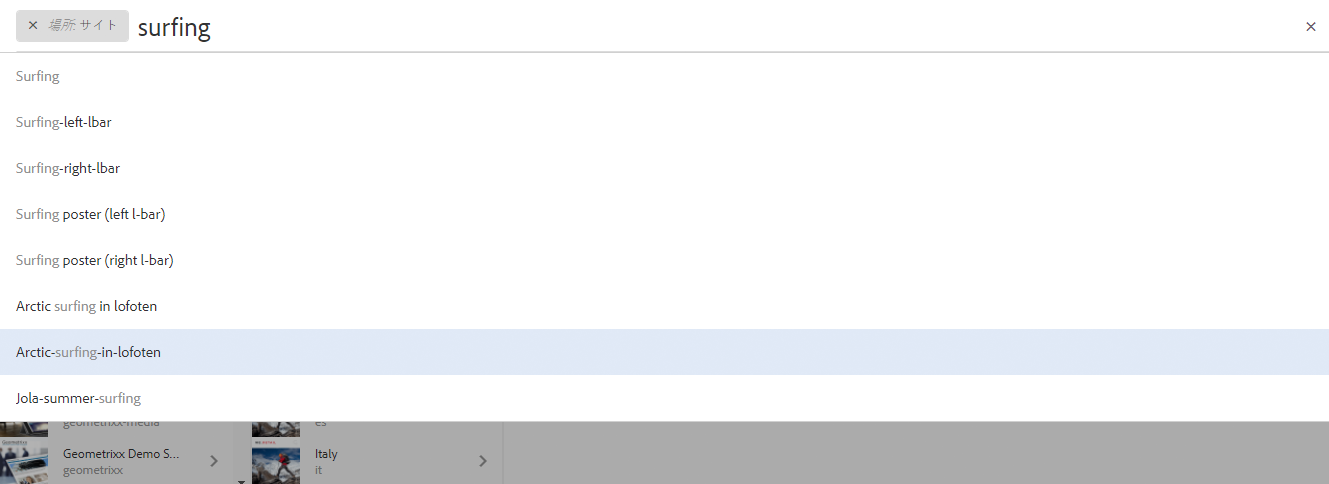 × 場所: サイト surfing ×
Surfing
Surfing-left-lbar
Surfing-right-lbar
Surfing poster (left l-bar)
Surfing poster (right l-bar)
Arctic surfing in lofoten
Arctic-surfing-in-lofoten
Jola-summer-surfing
geometrixx-media
es
Geometrixx Demo S...
geometrixx
Italy
it